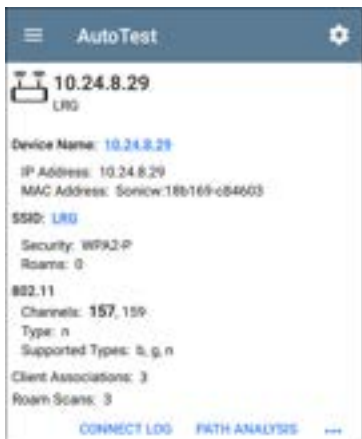 AutoTest
10.24.8.29
LRG
Device Name: 10.24.8.29
IP Address: 10.24.8.29
MAC Address: Sonicw:18b169-c84603
SSID: LRG
Security: WPA2-P
Roams: 0
802.11
Channels: 157, 159
Type: n
Supported Types: b, g, n
Client Associations: 3
Roam Scans: 3
CONNECT LOG PATH ANALYSIS ...